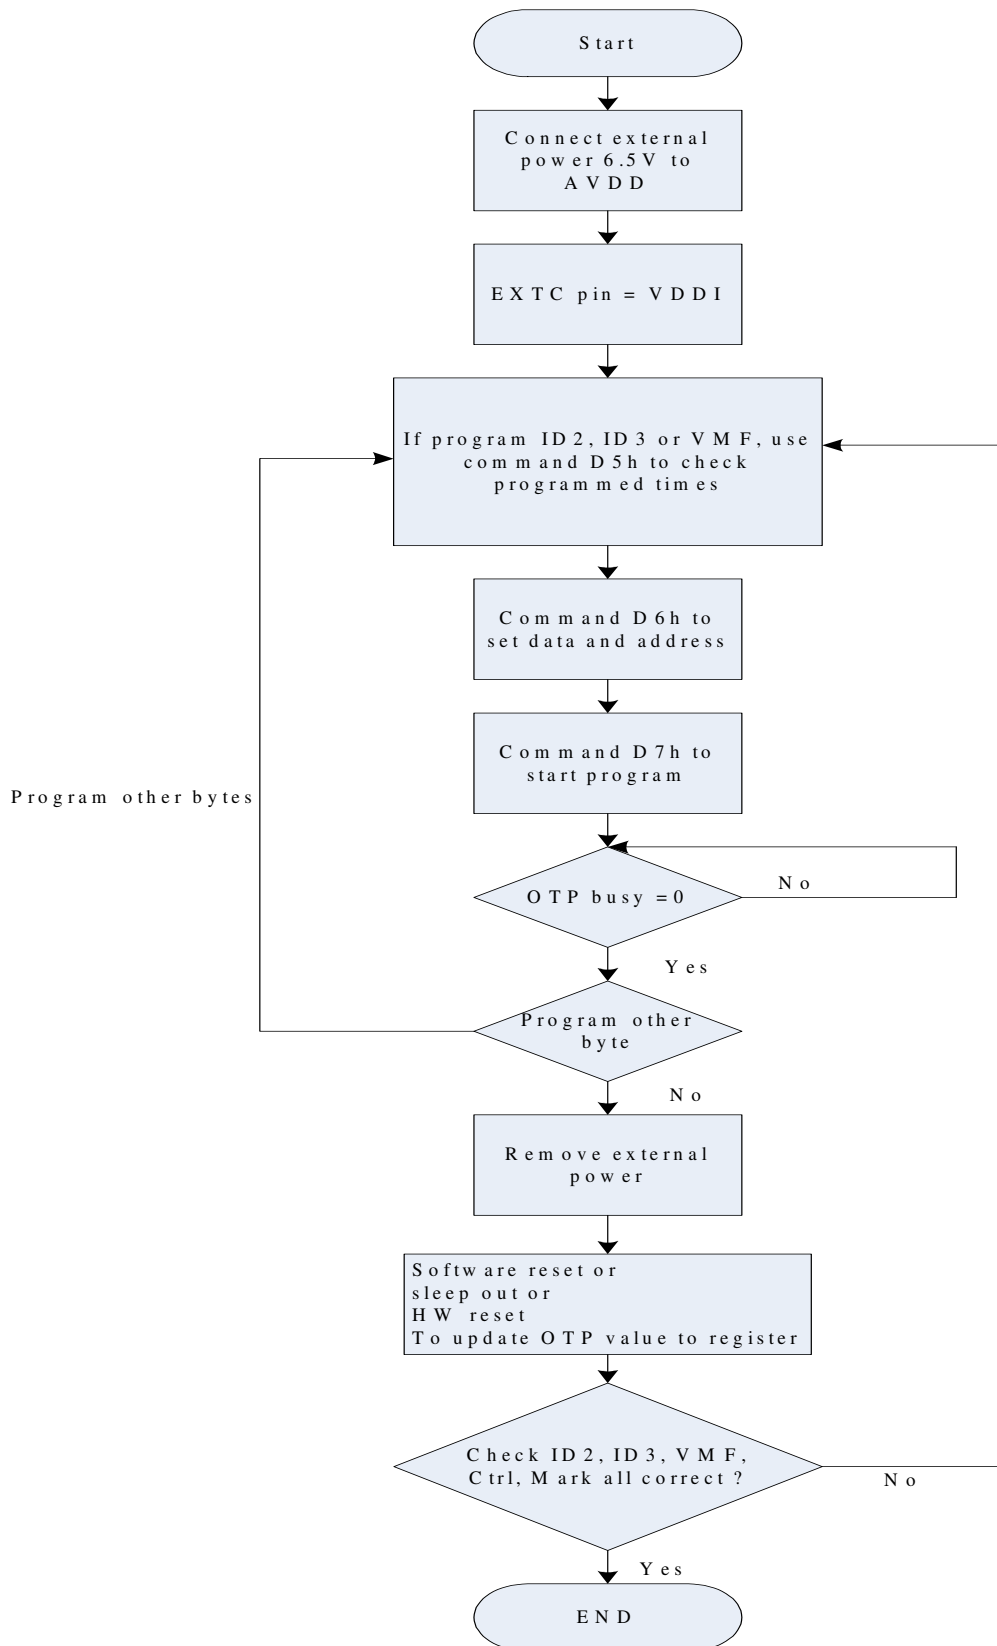 Start
Connect external
power 6.5V to
AVDD
EXTC pin = VDDI
If program ID2, ID3 or VMF, use
command D5h to check
programmed times
Command D6h to
set data and address
Command D7h to
start program
Program other bytes
OTP busy =0
No
Yes
Program other
byte
No
Remove external
power
Software reset or
sleep out or
HW reset
To update OTP value to register
Check ID2, ID3, VMF,
Ctrl, Mark all correct ?
No
Yes
END